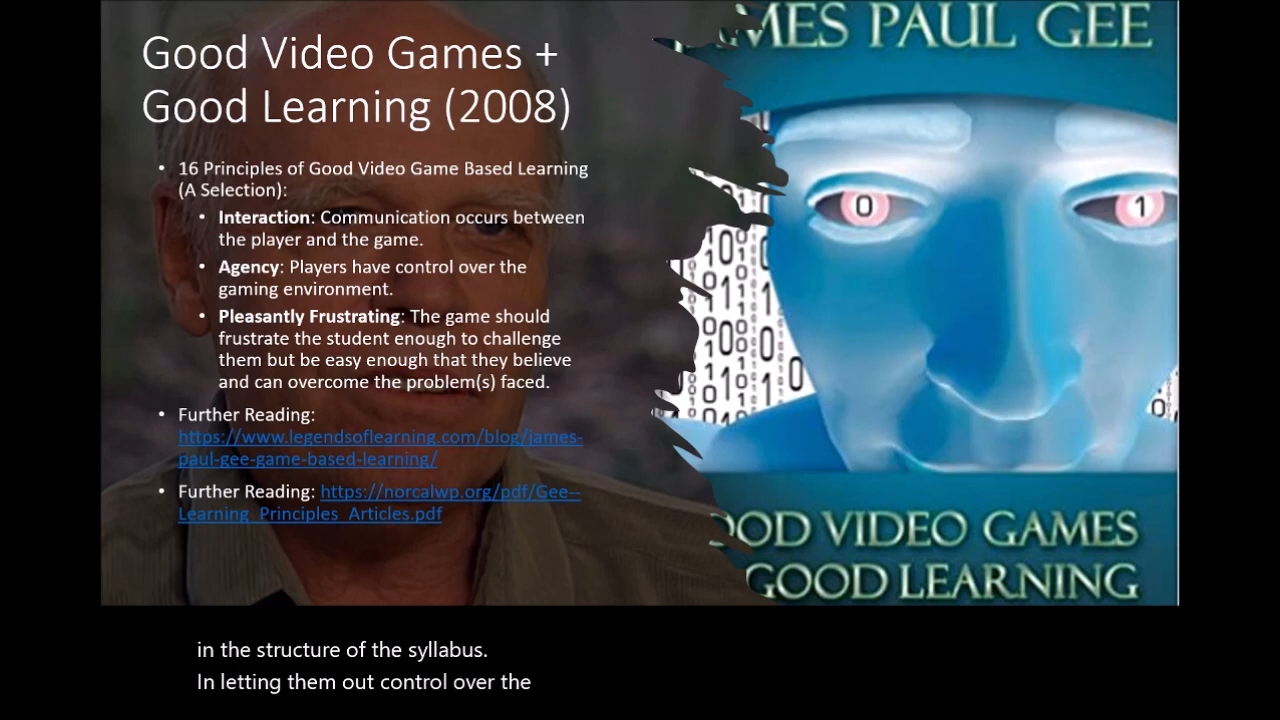 Good Video Games +
Good Learning (2008)
• 16 Principles of Good Video Game Based Learning
(A Selection):
• Interaction: Communication occurs between
the player and the game.
• Agency: Players have control over the
gaming environment.
• Pleasantly Frustrating: The game should
frustrate the student enough to challenge
them but be easy enough that they believe
and can overcome the problem(s) faced.
• Further Reading:
https://www.legendsoflearning.com/blog/james-
paul-gee-game-based-learning/
• Further Reading: https://norcalwp.org/pdf/Gee--
Learning_Principles_Articles.pdf
MES PAUL GEE
0 1
OOD VIDEO GAMES
GOOD LEARNING
in the structure of the syllabus.
In letting them out control over the